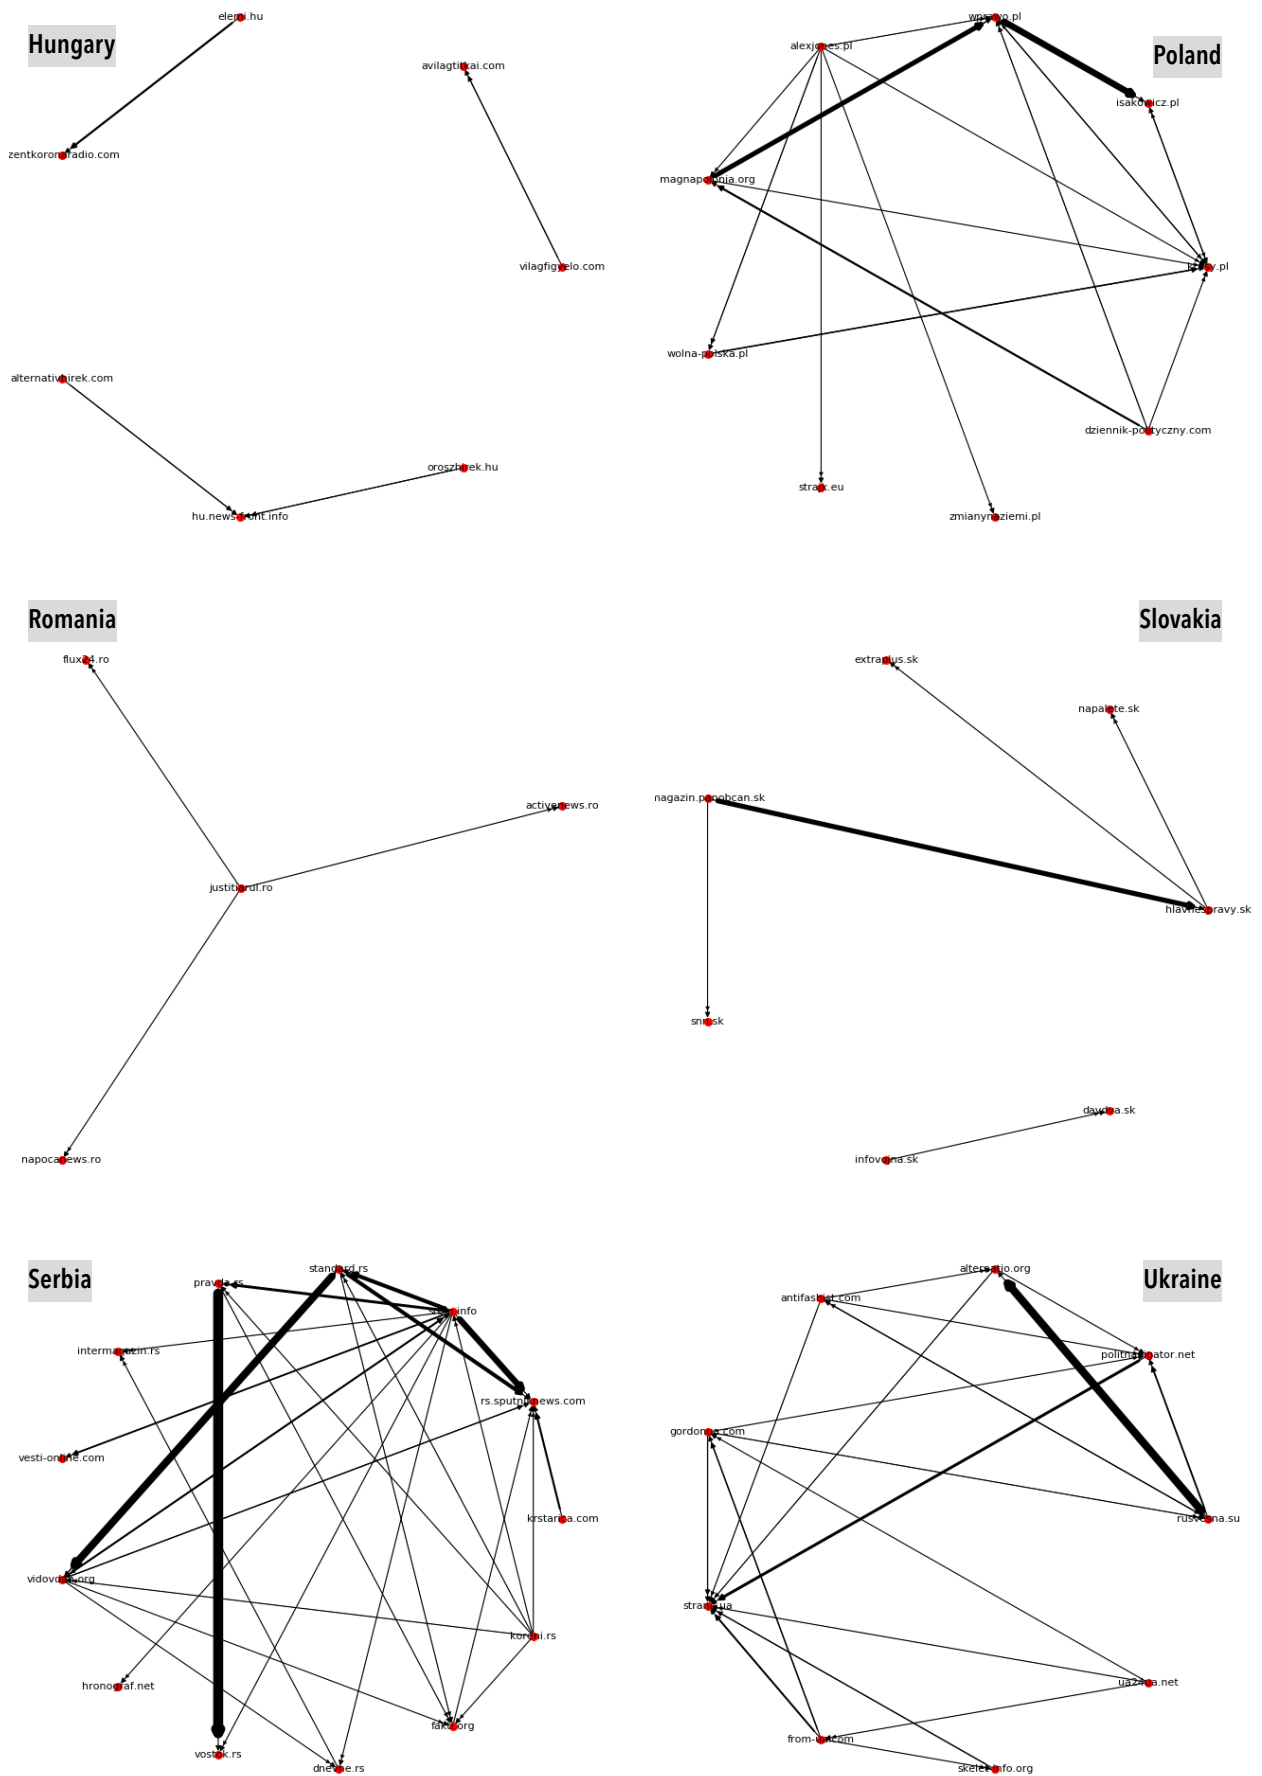 Hungary
elemi.hu
avilagtitkai.com
zentkoronaradio.com
vilagfigyelo.com
alternativhirek.com
oroszhirek.hu
hu.news-front.info
Poland
wprawo.pl
alexjones.pl
isakowicz.pl
magnapolonia.org
kresy.pl
wolna-polska.pl
dziennik-polityczny.com
strajk.eu
zmianynaziemi.pl
Romania
flux24.ro
activenews.ro
justitiarul.ro
napocanews.ro
Slovakia
extraplus.sk
napalete.sk
nagazin.panobcan.sk
hlavnespravy.sk
snn.sk
davdva.sk
infovojna.sk
Serbia
standard.rs
pravda.rs
srbin.info
intermagazin.rs
rs.sputniknews.com
vesti-online.com
krstarica.com
vidovdan.org
koreni.rs
hronograf.net
fakti.org
vostok.rs
dnevne.rs
Ukraine
alternatio.org
antifashist.com
politnavigator.net
gordonua.com
rusvesna.su
strana.ua
ua24ua.net
from-ua.com
skelet-info.org